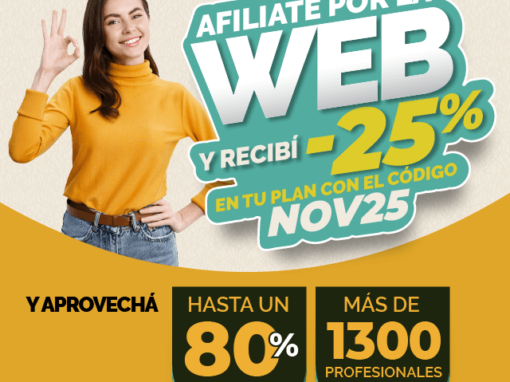 AFILIATE POR LA
WEB
Y RECIBÍ -25%
EN TU PLAN CON EL CÓDIGO
NOV25
Y APROVECHÁ
HASTA UN
80%
MÁS DE
1300
PROFESIONALES